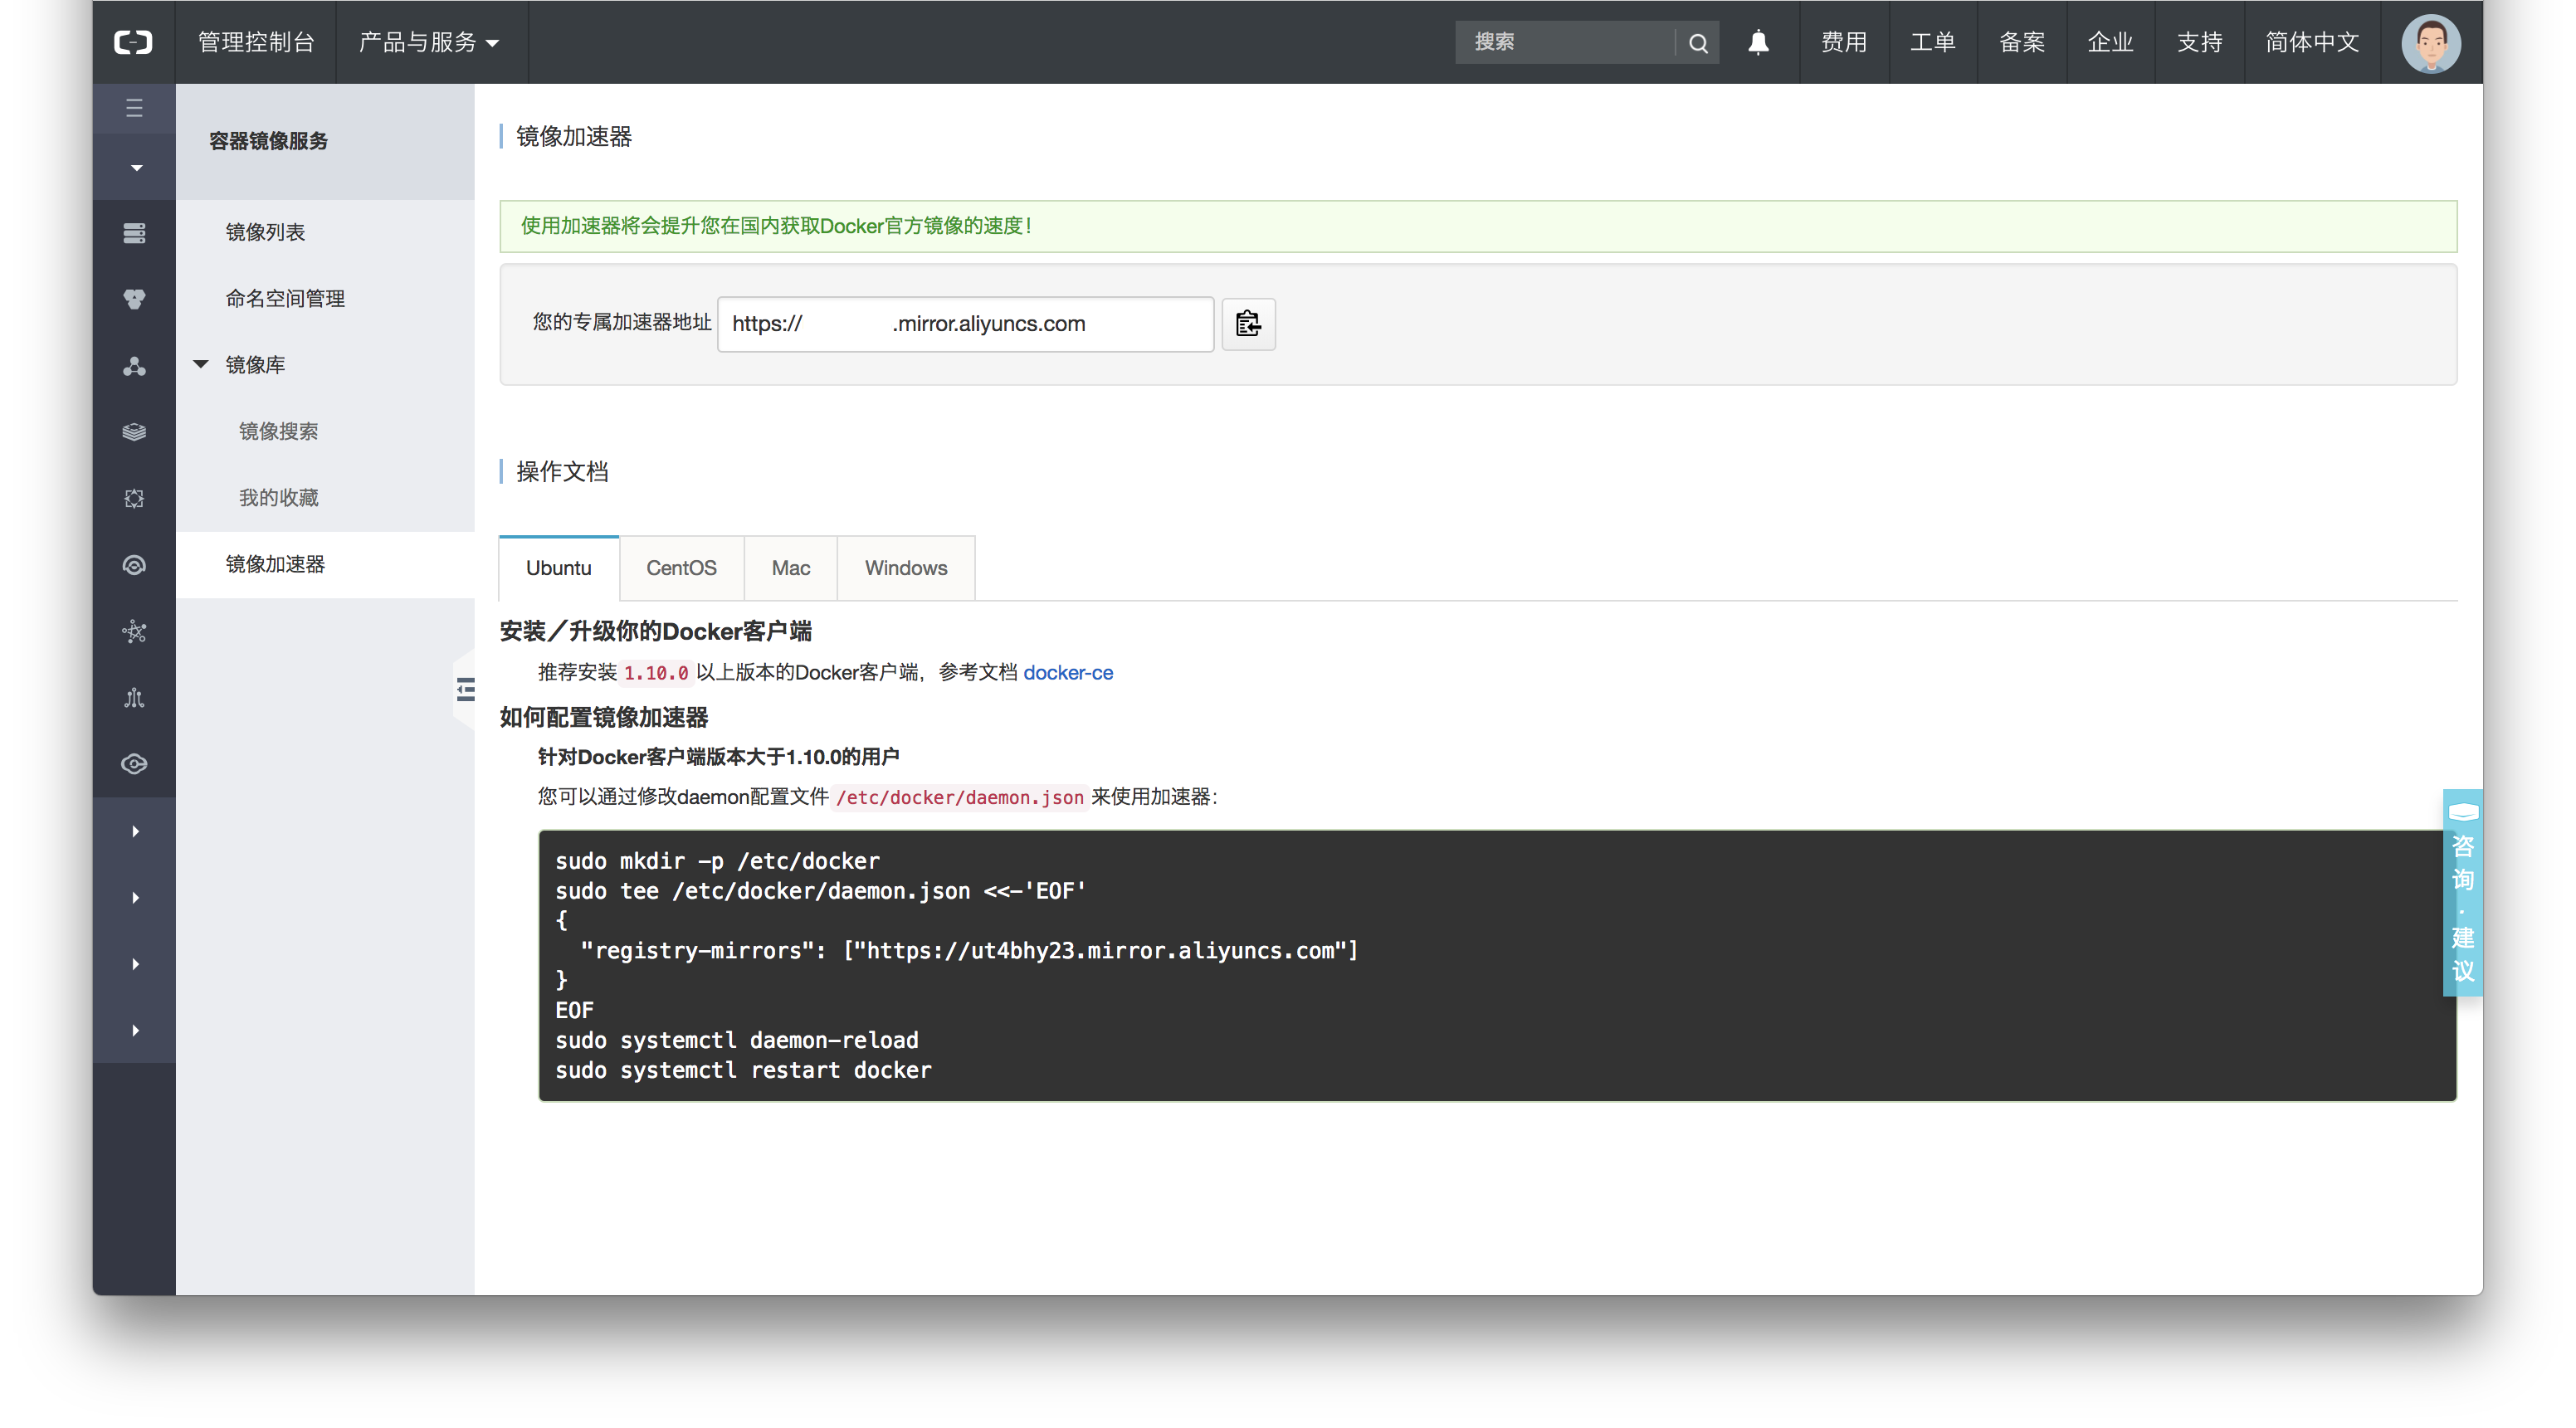 管理控制台 产品与服务 搜索 费用 工单 备案 企业 支持 简体中文
容器镜像服务
镜像列表
命名空间管理
镜像库
镜像搜索
我的收藏
镜像加速器
镜像加速器
使用加速器将会提升您在国内获取Docker官方镜像的速度！
您的专属加速器地址 https:// .mirror.aliyuncs.com
操作文档
Ubuntu CentOS Mac Windows
安装／升级你的Docker客户端
推荐安装 1.10.0 以上版本的Docker客户端，参考文档 docker-ce
如何配置镜像加速器
针对Docker客户端版本大于1.10.0的用户
您可以通过修改daemon配置文件 /etc/docker/daemon.json 来使用加速器：
sudo mkdir -p /etc/docker
sudo tee /etc/docker/daemon.json <<-'EOF'
{
  "registry-mirrors": ["https://ut4bhy23.mirror.aliyuncs.com"]
}
EOF
sudo systemctl daemon-reload
sudo systemctl restart docker
咨询·建议